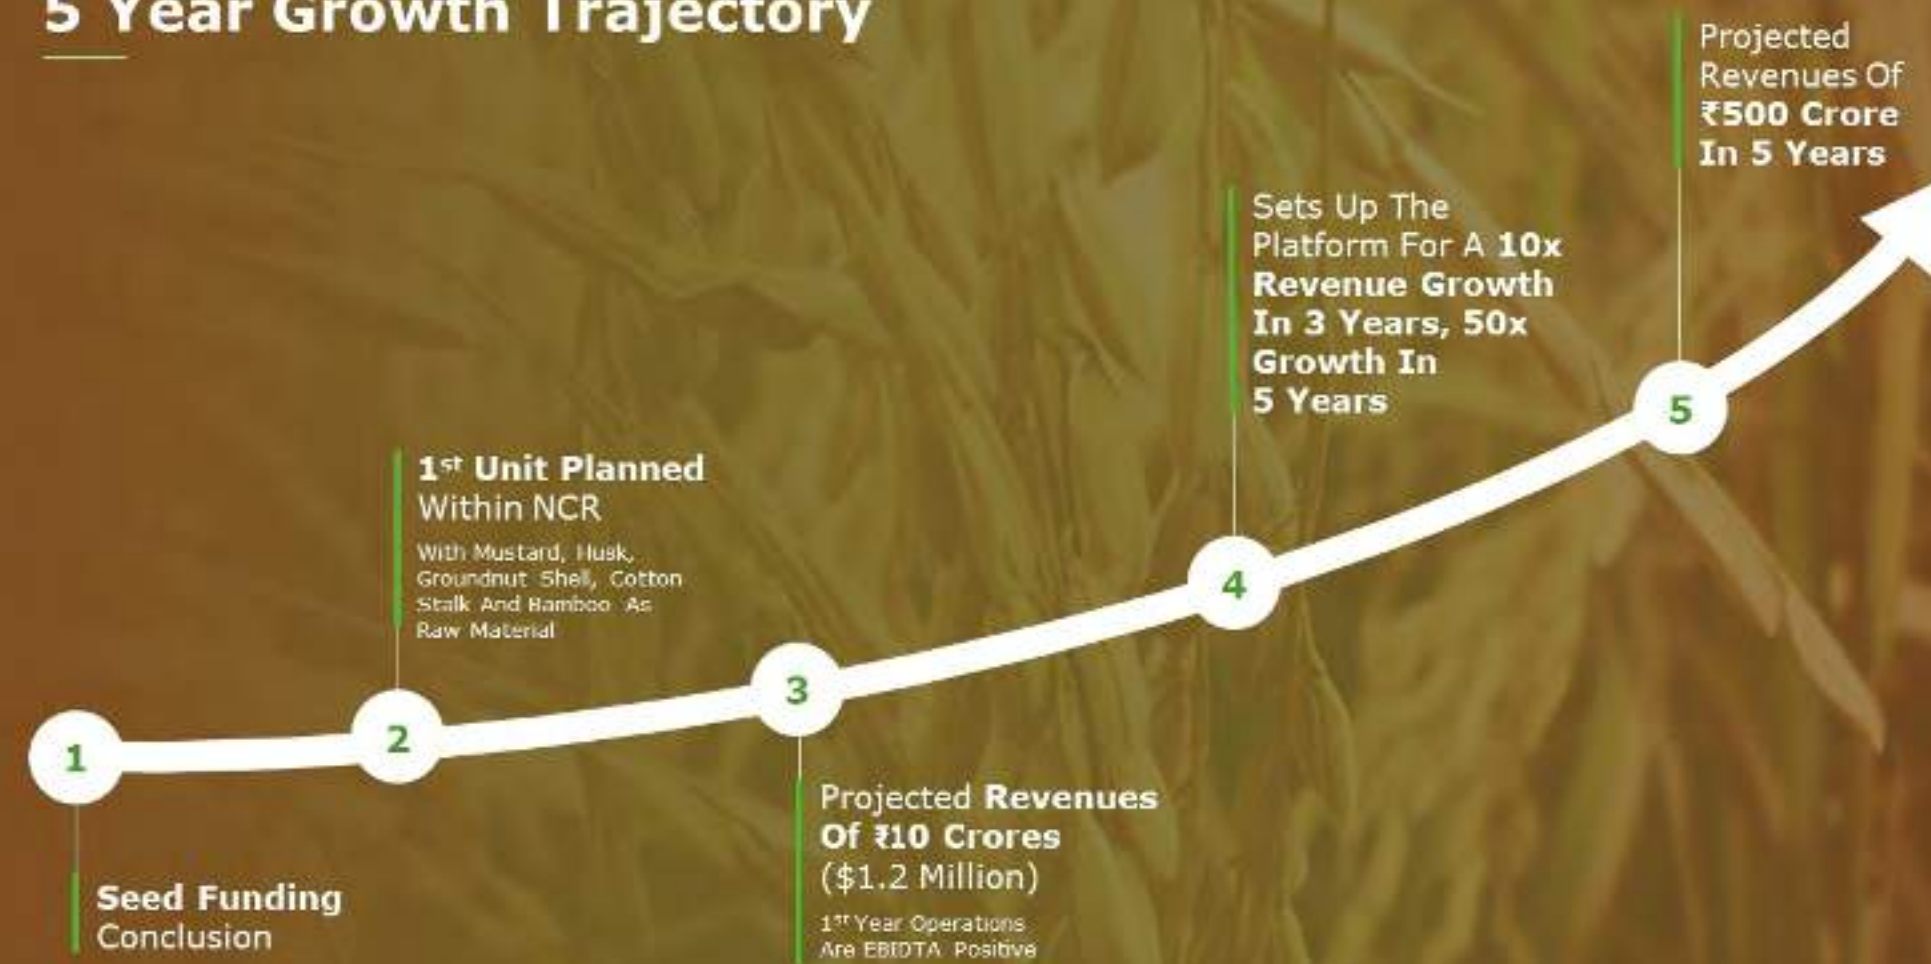 5 Year Growth Trajectory
1
Seed Funding
Conclusion
2
1st Unit Planned
Within NCR
With Mustard, Husk,
Groundnut Shell, Cotton
Stalk And Bamboo As
Raw Material
3
Projected Revenues
Of ₹10 Crores
($1.2 Million)
1st Year Operations
Are EBIDTA Positive
4
Sets Up The
Platform For A 10x
Revenue Growth
In 3 Years, 50x
Growth In
5 Years
5
Projected
Revenues Of
₹500 Crore
In 5 Years